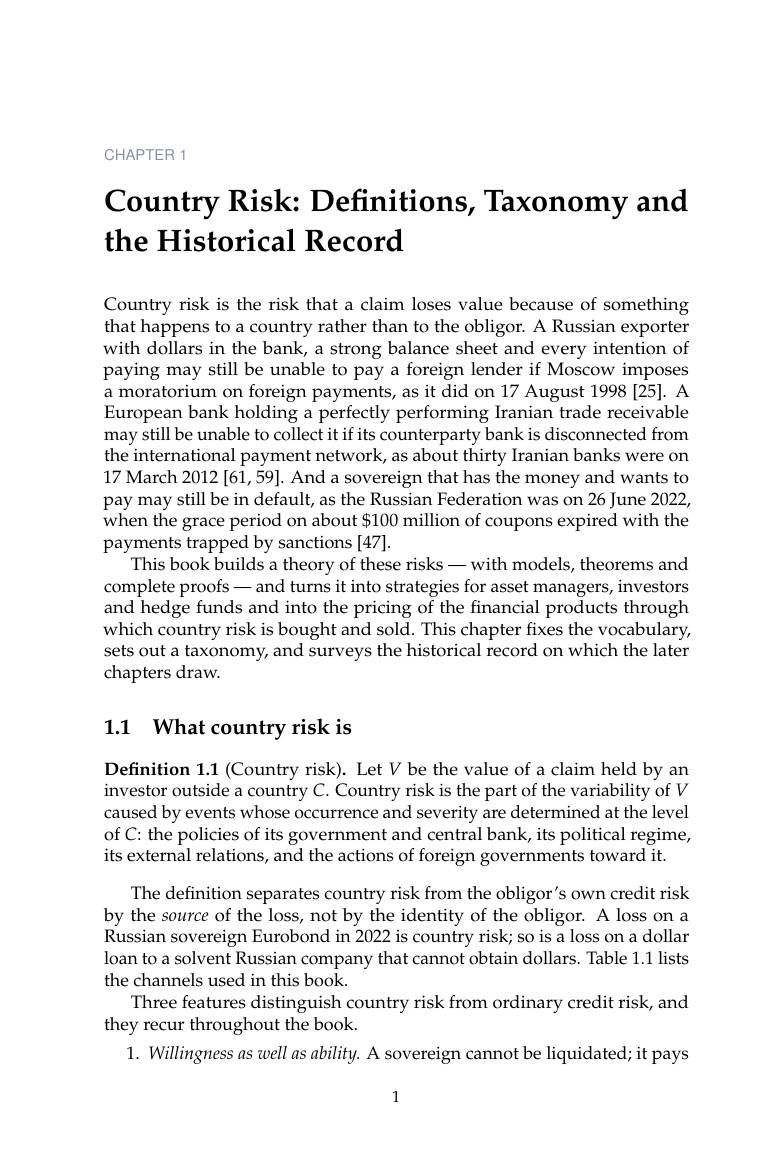 CHAPTER 1
Country Risk: Definitions, Taxonomy and
the Historical Record
Country risk is the risk that a claim loses value because of something
that happens to a country rather than to the obligor. A Russian exporter
with dollars in the bank, a strong balance sheet and every intention of
paying may still be unable to pay a foreign lender if Moscow imposes
a moratorium on foreign payments, as it did on 17 August 1998 [25]. A
European bank holding a perfectly performing Iranian trade receivable
may still be unable to collect it if its counterparty bank is disconnected from
the international payment network, as about thirty Iranian banks were on
17 March 2012 [61, 59]. And a sovereign that has the money and wants to
pay may still be in default, as the Russian Federation was on 26 June 2022,
when the grace period on about $100 million of coupons expired with the
payments trapped by sanctions [47].
This book builds a theory of these risks — with models, theorems and
complete proofs — and turns it into strategies for asset managers, investors
and hedge funds and into the pricing of the financial products through
which country risk is bought and sold. This chapter fixes the vocabulary,
sets out a taxonomy, and surveys the historical record on which the later
chapters draw.
1.1 What country risk is
Definition 1.1 (Country risk). Let V be the value of a claim held by an
investor outside a country C. Country risk is the part of the variability of V
caused by events whose occurrence and severity are determined at the level
of C: the policies of its government and central bank, its political regime,
its external relations, and the actions of foreign governments toward it.
The definition separates country risk from the obligor's own credit risk
by the source of the loss, not by the identity of the obligor. A loss on a
Russian sovereign Eurobond in 2022 is country risk; so is a loss on a dollar
loan to a solvent Russian company that cannot obtain dollars. Table 1.1 lists
the channels used in this book.
Three features distinguish country risk from ordinary credit risk, and
they recur throughout the book.
1. Willingness as well as ability. A sovereign cannot be liquidated; it pays
1